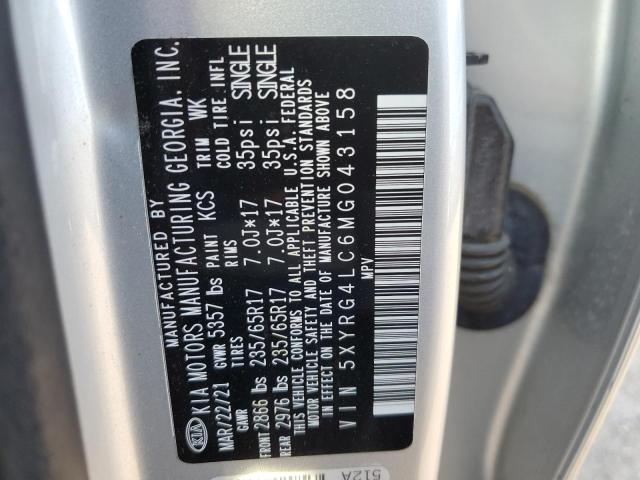 KIA
MANUFACTURED BY
KIA MOTORS MANUFACTURING GEORGIA, INC.
MAR/22/21 GVWR 5357 lbs PAINT KCS TRIM WK
GAWR TIRES RIMS COLD TIRE INFL
FRONT 2866 lbs 235/65R17 7.0J*17 35psi SINGLE
REAR 2976 lbs 235/65R17 7.0J*17 35psi SINGLE
THIS VEHICLE CONFORMS TO ALL APPLICABLE U.S.A. FEDERAL
MOTOR VEHICLE SAFETY AND THEFT PREVENTION STANDARDS
IN EFFECT ON THE DATE OF MANUFACTURE SHOWN ABOVE
VIN 5XYRG4LC6MG043158
MPV
512A